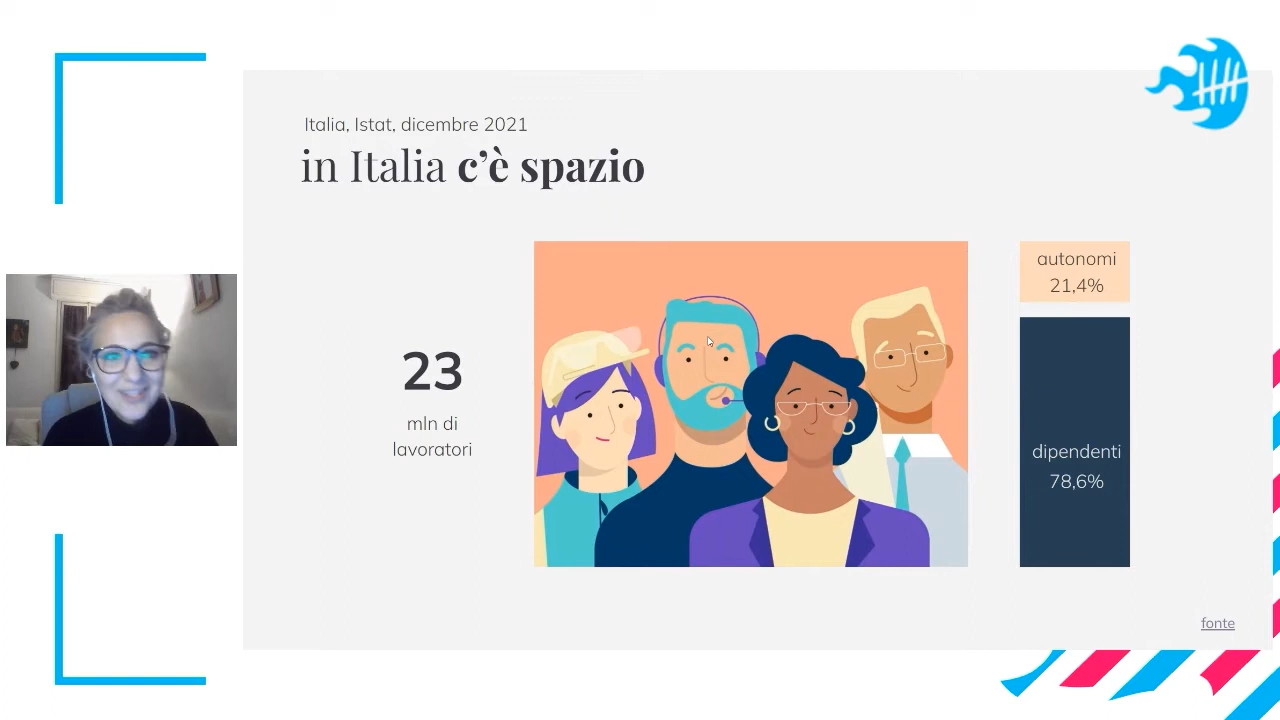 Italia, Istat, dicembre 2021
in Italia c’è spazio
23
mln di
lavoratori
autonomi
21,4%
dipendenti
78,6%
fonte